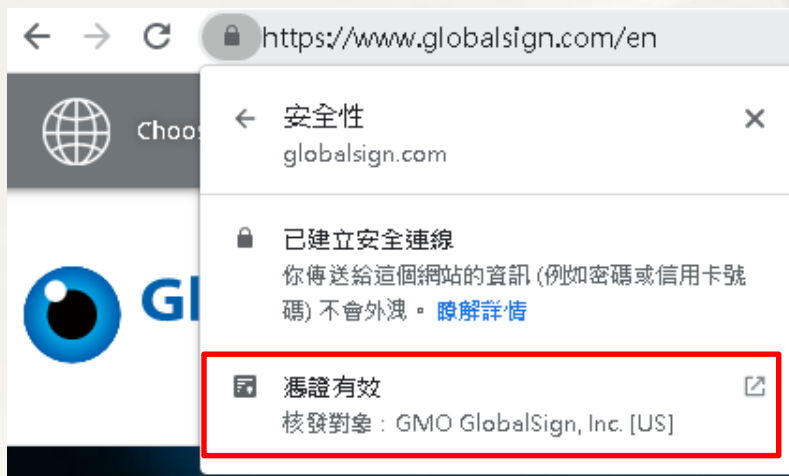 https://www.globalsign.com/en
Choo
安全性
globalsign.com
Gl
已建立安全連線
你傳送給這個網站的資訊 (例如密碼或信用卡號
碼) 不會外洩。 瞭解詳情
憑證有效
核發對象：GMO GlobalSign, Inc. [US]